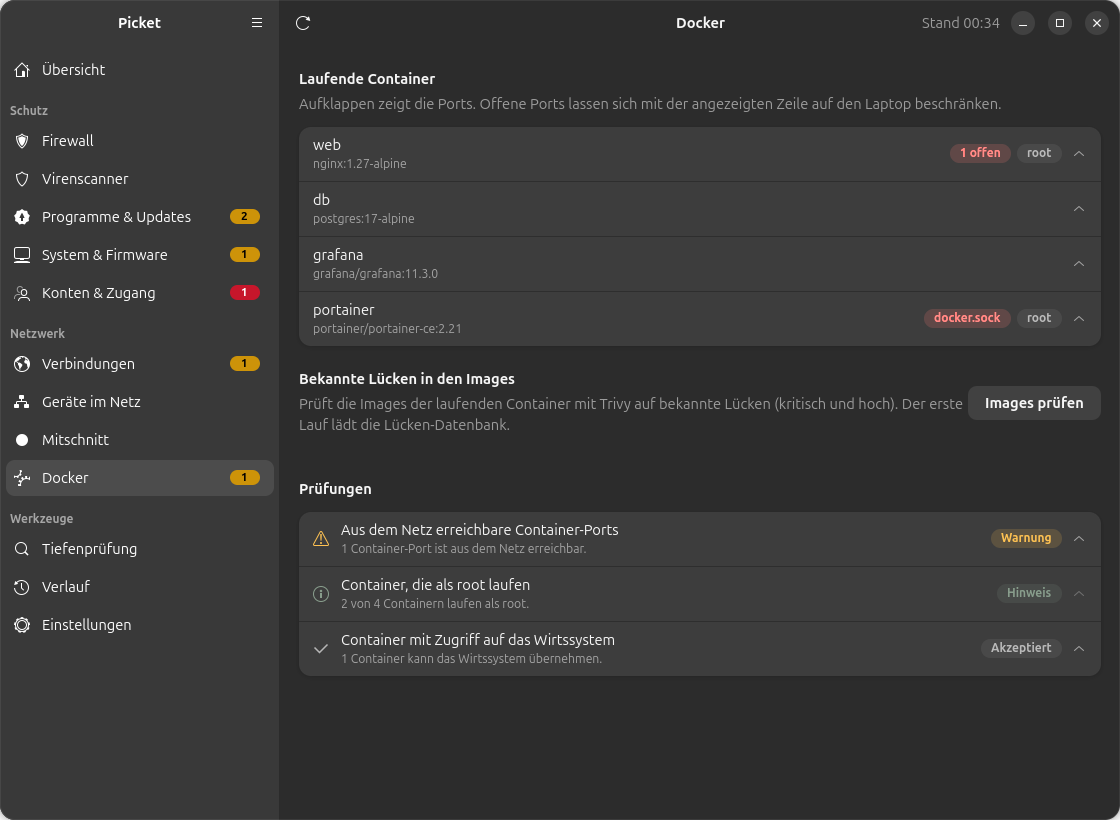 Picket
Docker
Stand 00:34
Übersicht
Schutz
Firewall
Virenscanner
Programme & Updates 2
System & Firmware 1
Konten & Zugang 1
Netzwerk
Verbindungen 1
Geräte im Netz
Mitschnitt
Docker 1
Werkzeuge
Tiefenprüfung
Verlauf
Einstellungen
Laufende Container
Aufklappen zeigt die Ports. Offene Ports lassen sich mit der angezeigten Zeile auf den Laptop beschränken.
web
nginx:1.27-alpine
1 offen root
db
postgres:17-alpine
grafana
grafana/grafana:11.3.0
portainer
portainer/portainer-ce:2.21
docker.sock root
Bekannte Lücken in den Images
Prüft die Images der laufenden Container mit Trivy auf bekannte Lücken (kritisch und hoch). Der erste
Lauf lädt die Lücken-Datenbank.
Images prüfen
Prüfungen
Aus dem Netz erreichbare Container-Ports
1 Container-Port ist aus dem Netz erreichbar.
Warnung
Container, die als root laufen
2 von 4 Containern laufen als root.
Hinweis
Container mit Zugriff auf das Wirtssystem
1 Container kann das Wirtssystem übernehmen.
Akzeptiert